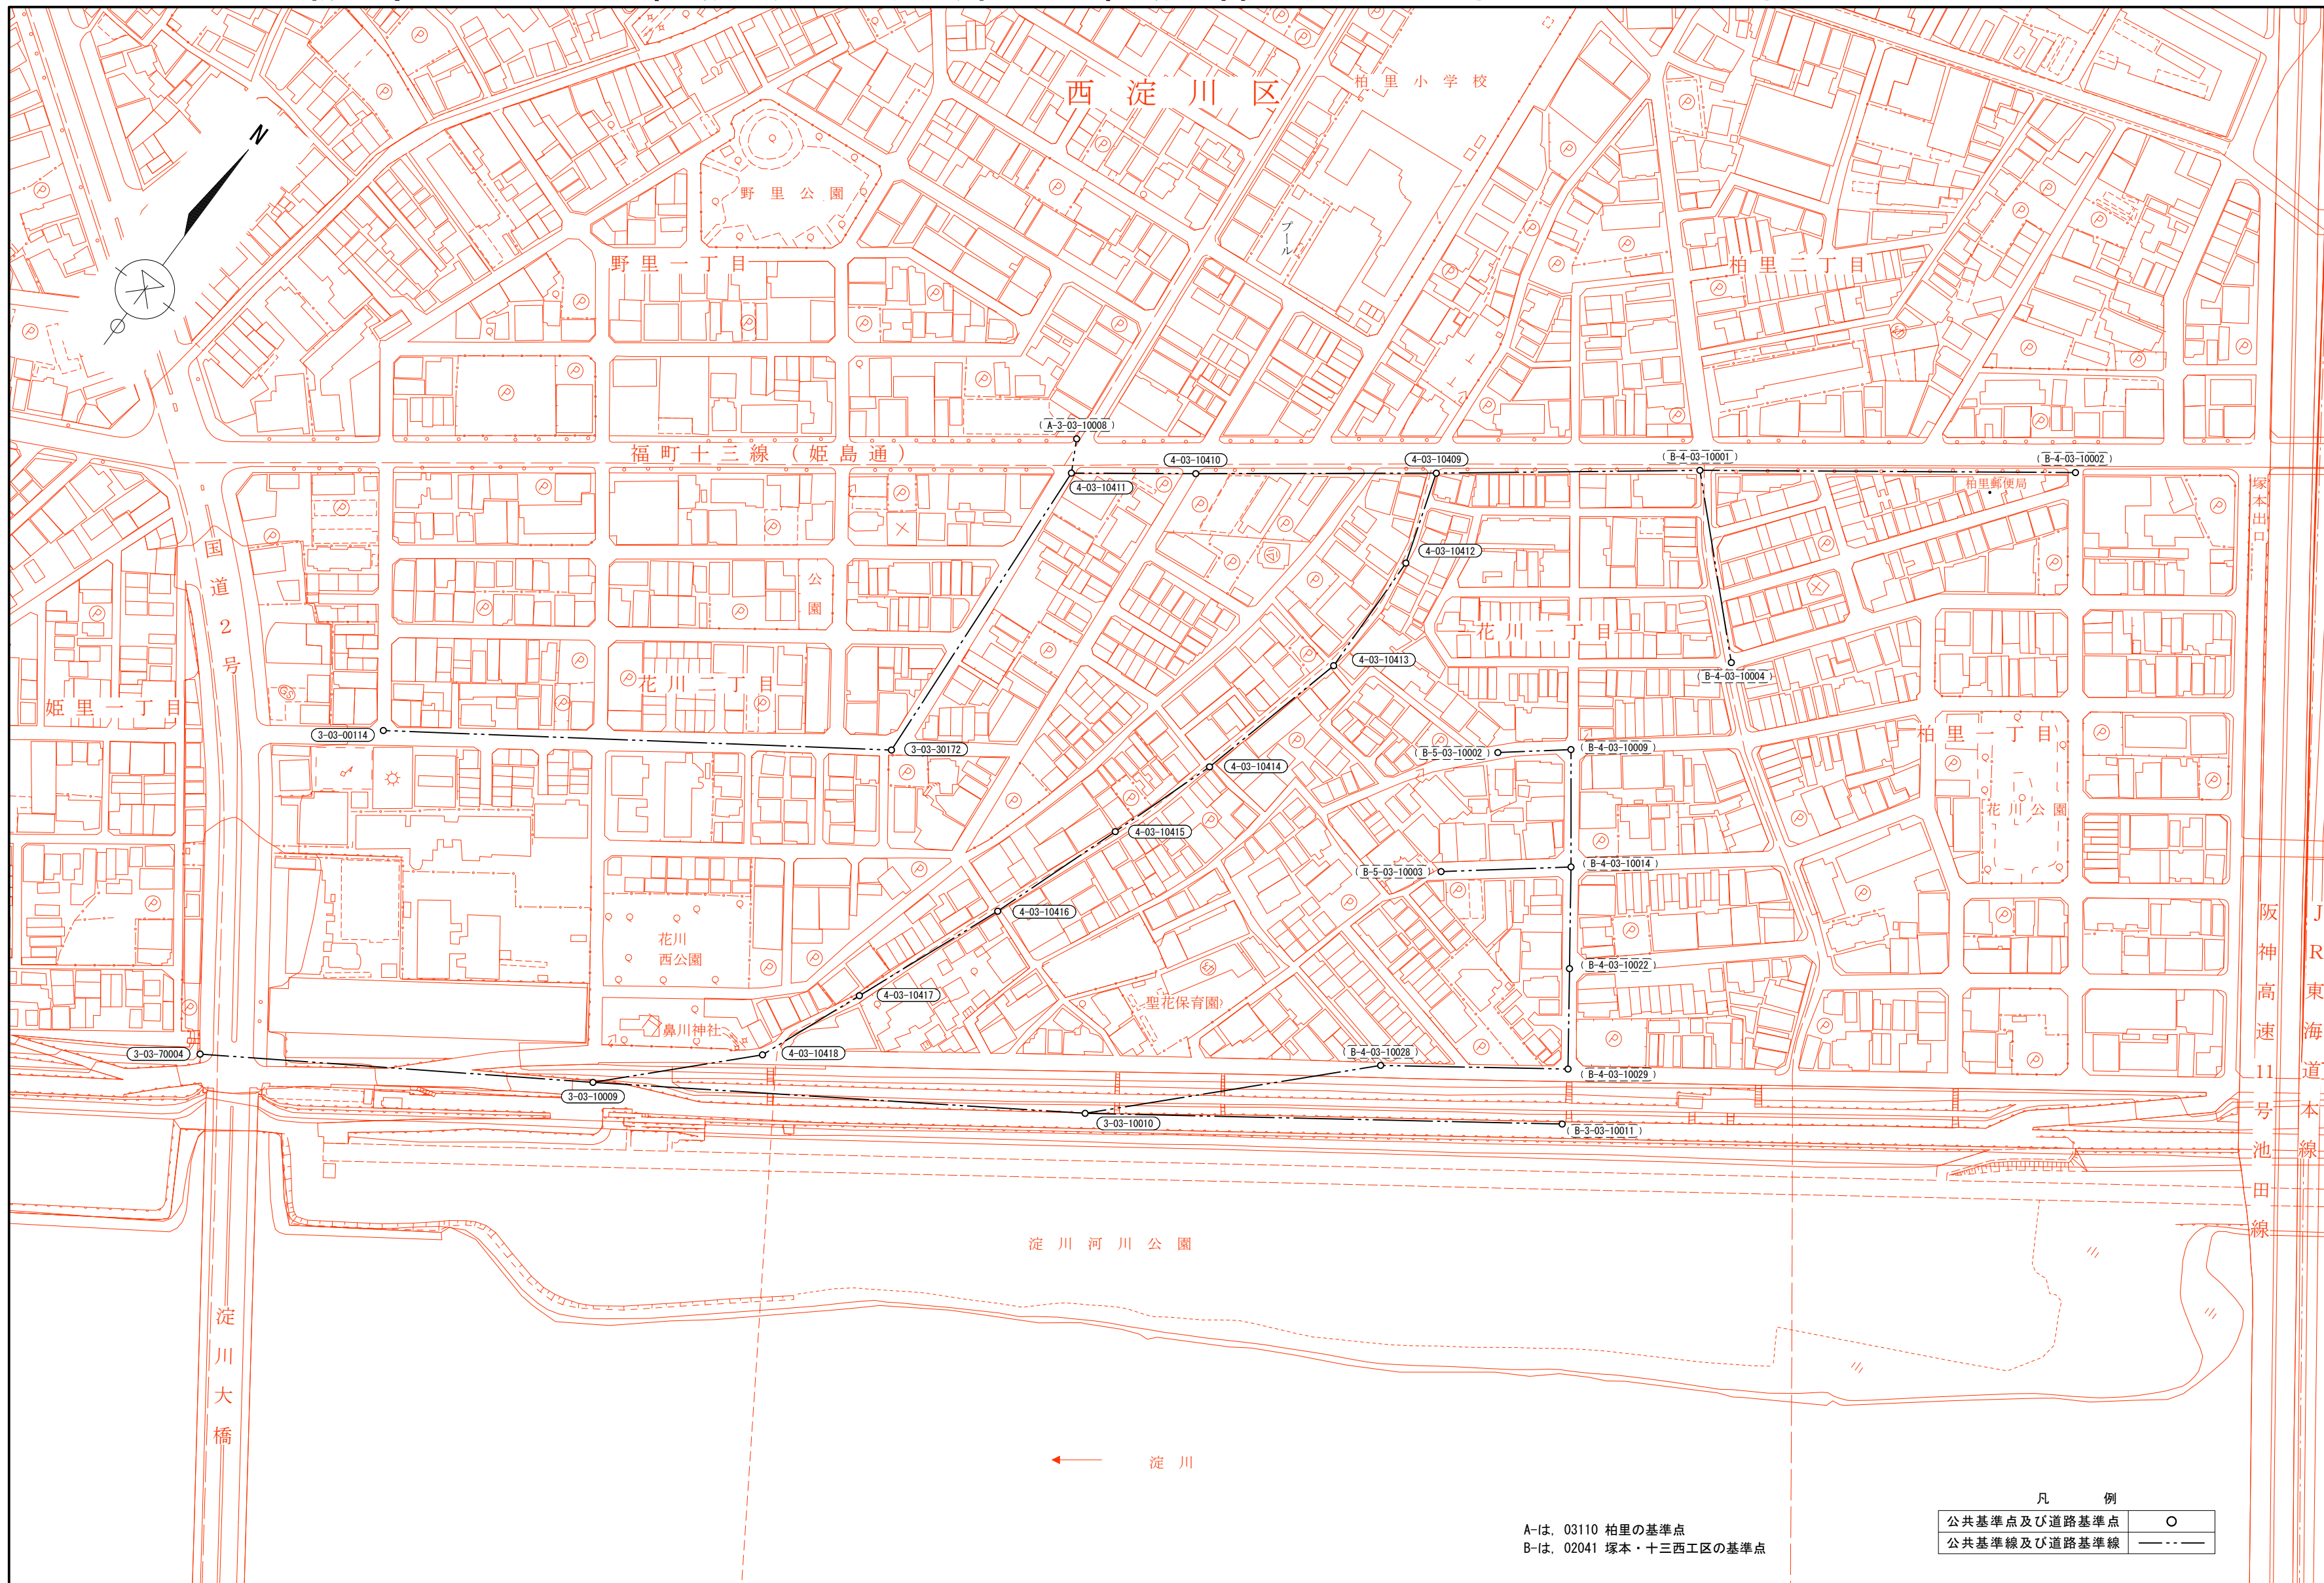 西淀川区
柏里小学校
N
野里公園
プール
野里一丁目
柏里二丁目
A-3-03-10008
福町十三線（姫島通）
4-03-10410
4-03-10409
B-4-03-10001
B-4-03-10002
4-03-10411
柏里郵便局
塚本出口
国道2号
4-03-10412
公園
花川一丁目
4-03-10413
B-4-03-10004
花川二丁目
姫里一丁目
3-03-00114
3-03-30172
B-5-03-10002
B-4-03-10009
柏里一丁目
4-03-10414
花川公園
4-03-10415
B-5-03-10003
B-4-03-10014
4-03-10416
花川
西公園
B-4-03-10022
4-03-10417
聖花保育園
鼻川神社
3-03-70004
4-03-10418
B-4-03-10028
B-4-03-10029
3-03-10009
3-03-10010
B-3-03-10011
阪神高速11号池田線
JR東海道本線
淀川河川公園
淀川大橋
淀川
A-は, 03110 柏里の基準点
B-は, 02041 塚本・十三西工区の基準点
凡例
公共基準点及び道路基準点
公共基準線及び道路基準線